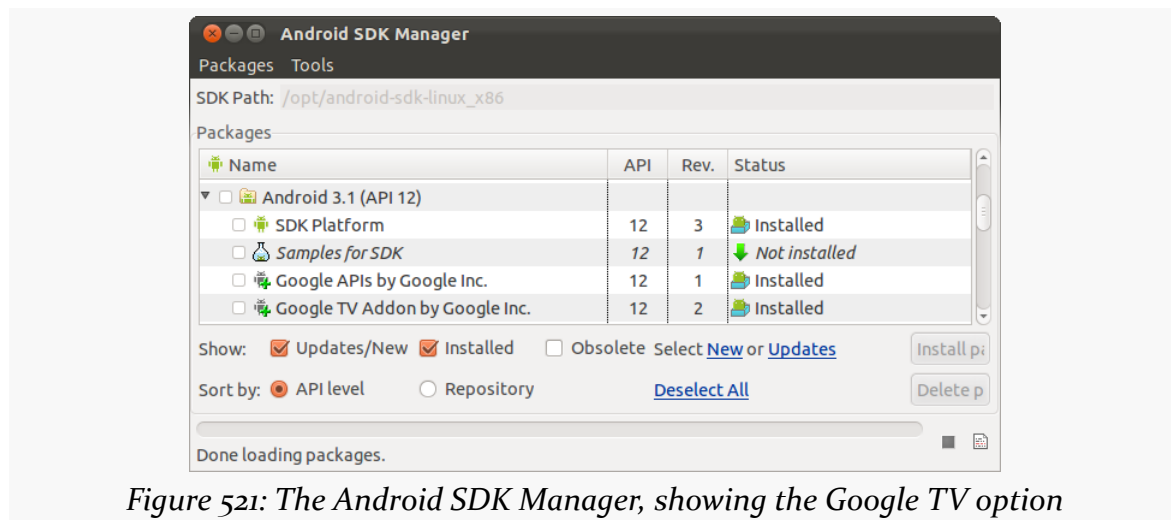 Android SDK Manager
Packages Tools
SDK Path: /opt/android-sdk-linux_x86
Packages
Name API Rev. Status
Android 3.1 (API 12)
SDK Platform 12 3 Installed
Samples for SDK 12 1 Not installed
Google APIs by Google Inc. 12 1 Installed
Google TV Addon by Google Inc. 12 2 Installed
Show: Updates/New Installed Obsolete Select New or Updates Install pa
Sort by: API level Repository Deselect All Delete p
Done loading packages.
Figure 521: The Android SDK Manager, showing the Google TV option